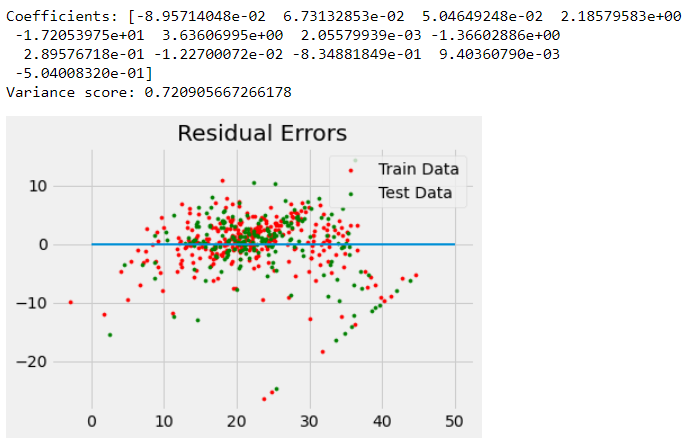 Coefficients: [-8.95714048e-02  6.73132853e-02  5.04649248e-02  2.18579583e+00
 -1.72053975e+01  3.63606995e+00  2.05579939e-03 -1.36602886e+00
  2.89576718e-01 -1.22700072e-02 -8.34881849e-01  9.40360790e-03
 -5.04008320e-01]
Variance score: 0.720905667266178
Residual Errors
Train Data
Test Data
10
0
−10
−20
0 10 20 30 40 50